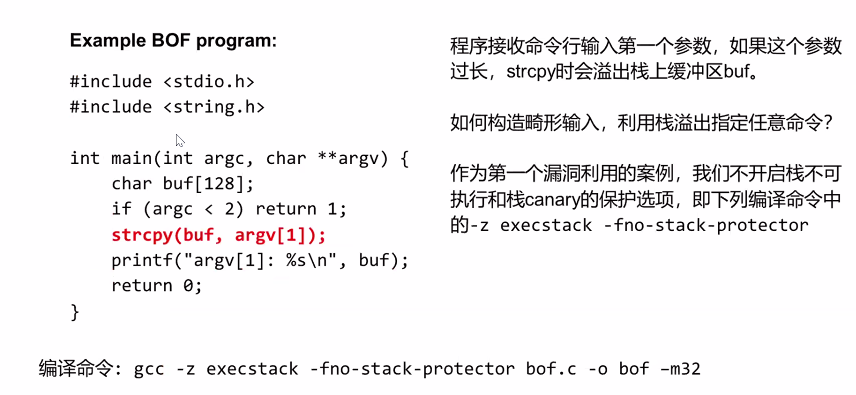 Example BOF program:
#include <stdio.h>
#include <string.h>
int main(int argc, char **argv) {
char buf[128];
if (argc < 2) return 1;
strcpy(buf, argv[1]);
printf("argv[1]: %s\n", buf);
return 0;
}
程序接收命令行输入第一个参数，如果这个参数
过长，strcpy时会溢出栈上缓冲区buf。
如何构造畸形输入，利用栈溢出指定任意命令？
作为第一个漏洞利用的案例，我们不开启栈不可
执行和栈canary的保护选项，即下列编译命令中
的-z execstack -fno-stack-protector
编译命令：gcc -z execstack -fno-stack-protector bof.c -o bof –m32